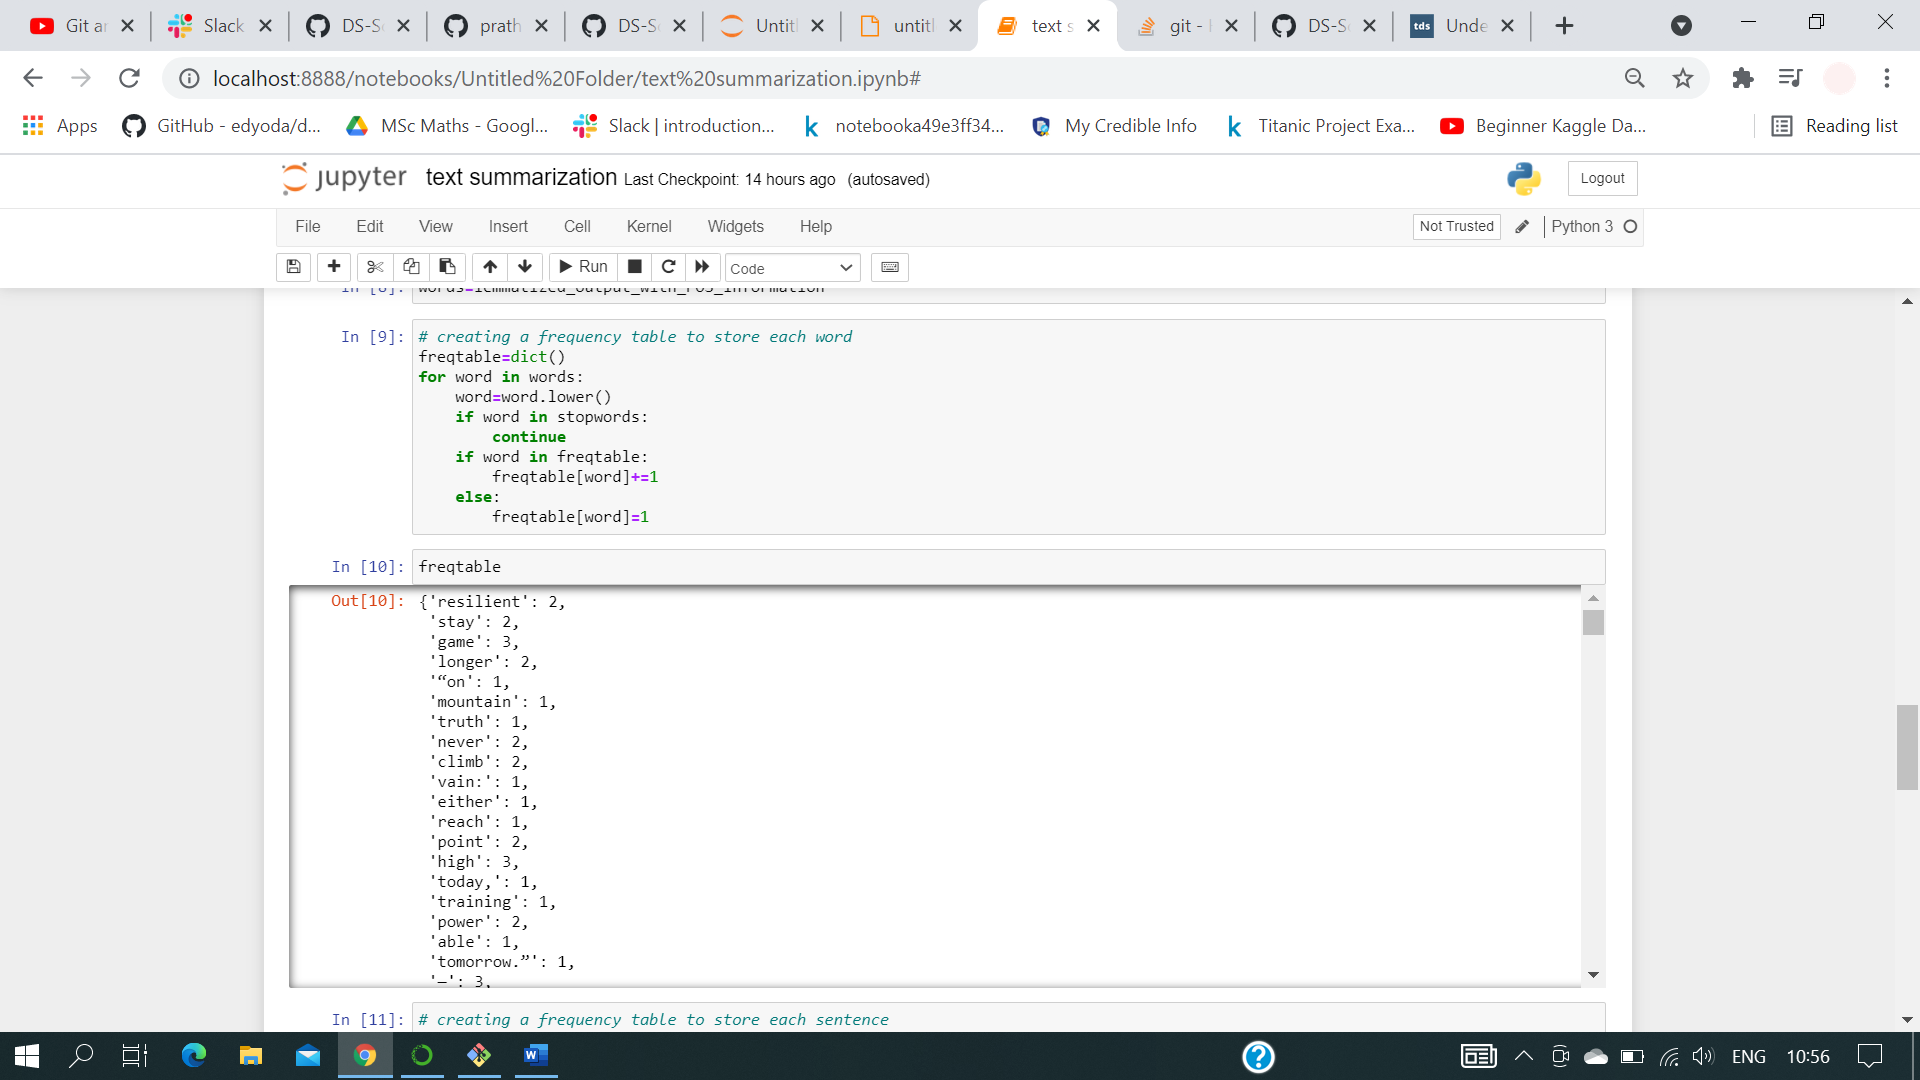 Git ar
Slack
DS-S
prath
DS-S
Untitl
untitl
text s
git -
DS-S
tds Unde
localhost:8888/notebooks/Untitled%20Folder/text%20summarization.ipynb#
Apps
GitHub - edyoda/d...
MSc Maths - Googl...
Slack | introduction...
notebooka49e3ff34...
My Credible Info
Titanic Project Exa...
Beginner Kaggle Da...
Reading list
jupyter text summarization Last Checkpoint: 14 hours ago (autosaved)
Logout
File Edit View Insert Cell Kernel Widgets Help
Not Trusted Python 3
Run Code
In [9]: # creating a frequency table to store each word
freqtable=dict()
for word in words:
word=word.lower()
if word in stopwords:
continue
if word in freqtable:
freqtable[word]+=1
else:
freqtable[word]=1
In [10]: freqtable
Out[10]: {'resilient': 2,
'stay': 2,
'game': 3,
'longer': 2,
'“on': 1,
'mountain': 1,
'truth': 1,
'never': 2,
'climb': 2,
'vain:': 1,
'either': 1,
'reach': 1,
'point': 2,
'high': 3,
'today,': 1,
'training': 1,
'power': 2,
'able': 1,
'tomorrow.”': 1,
'—': 3,
In [11]: # creating a frequency table to store each sentence
ENG 10:56